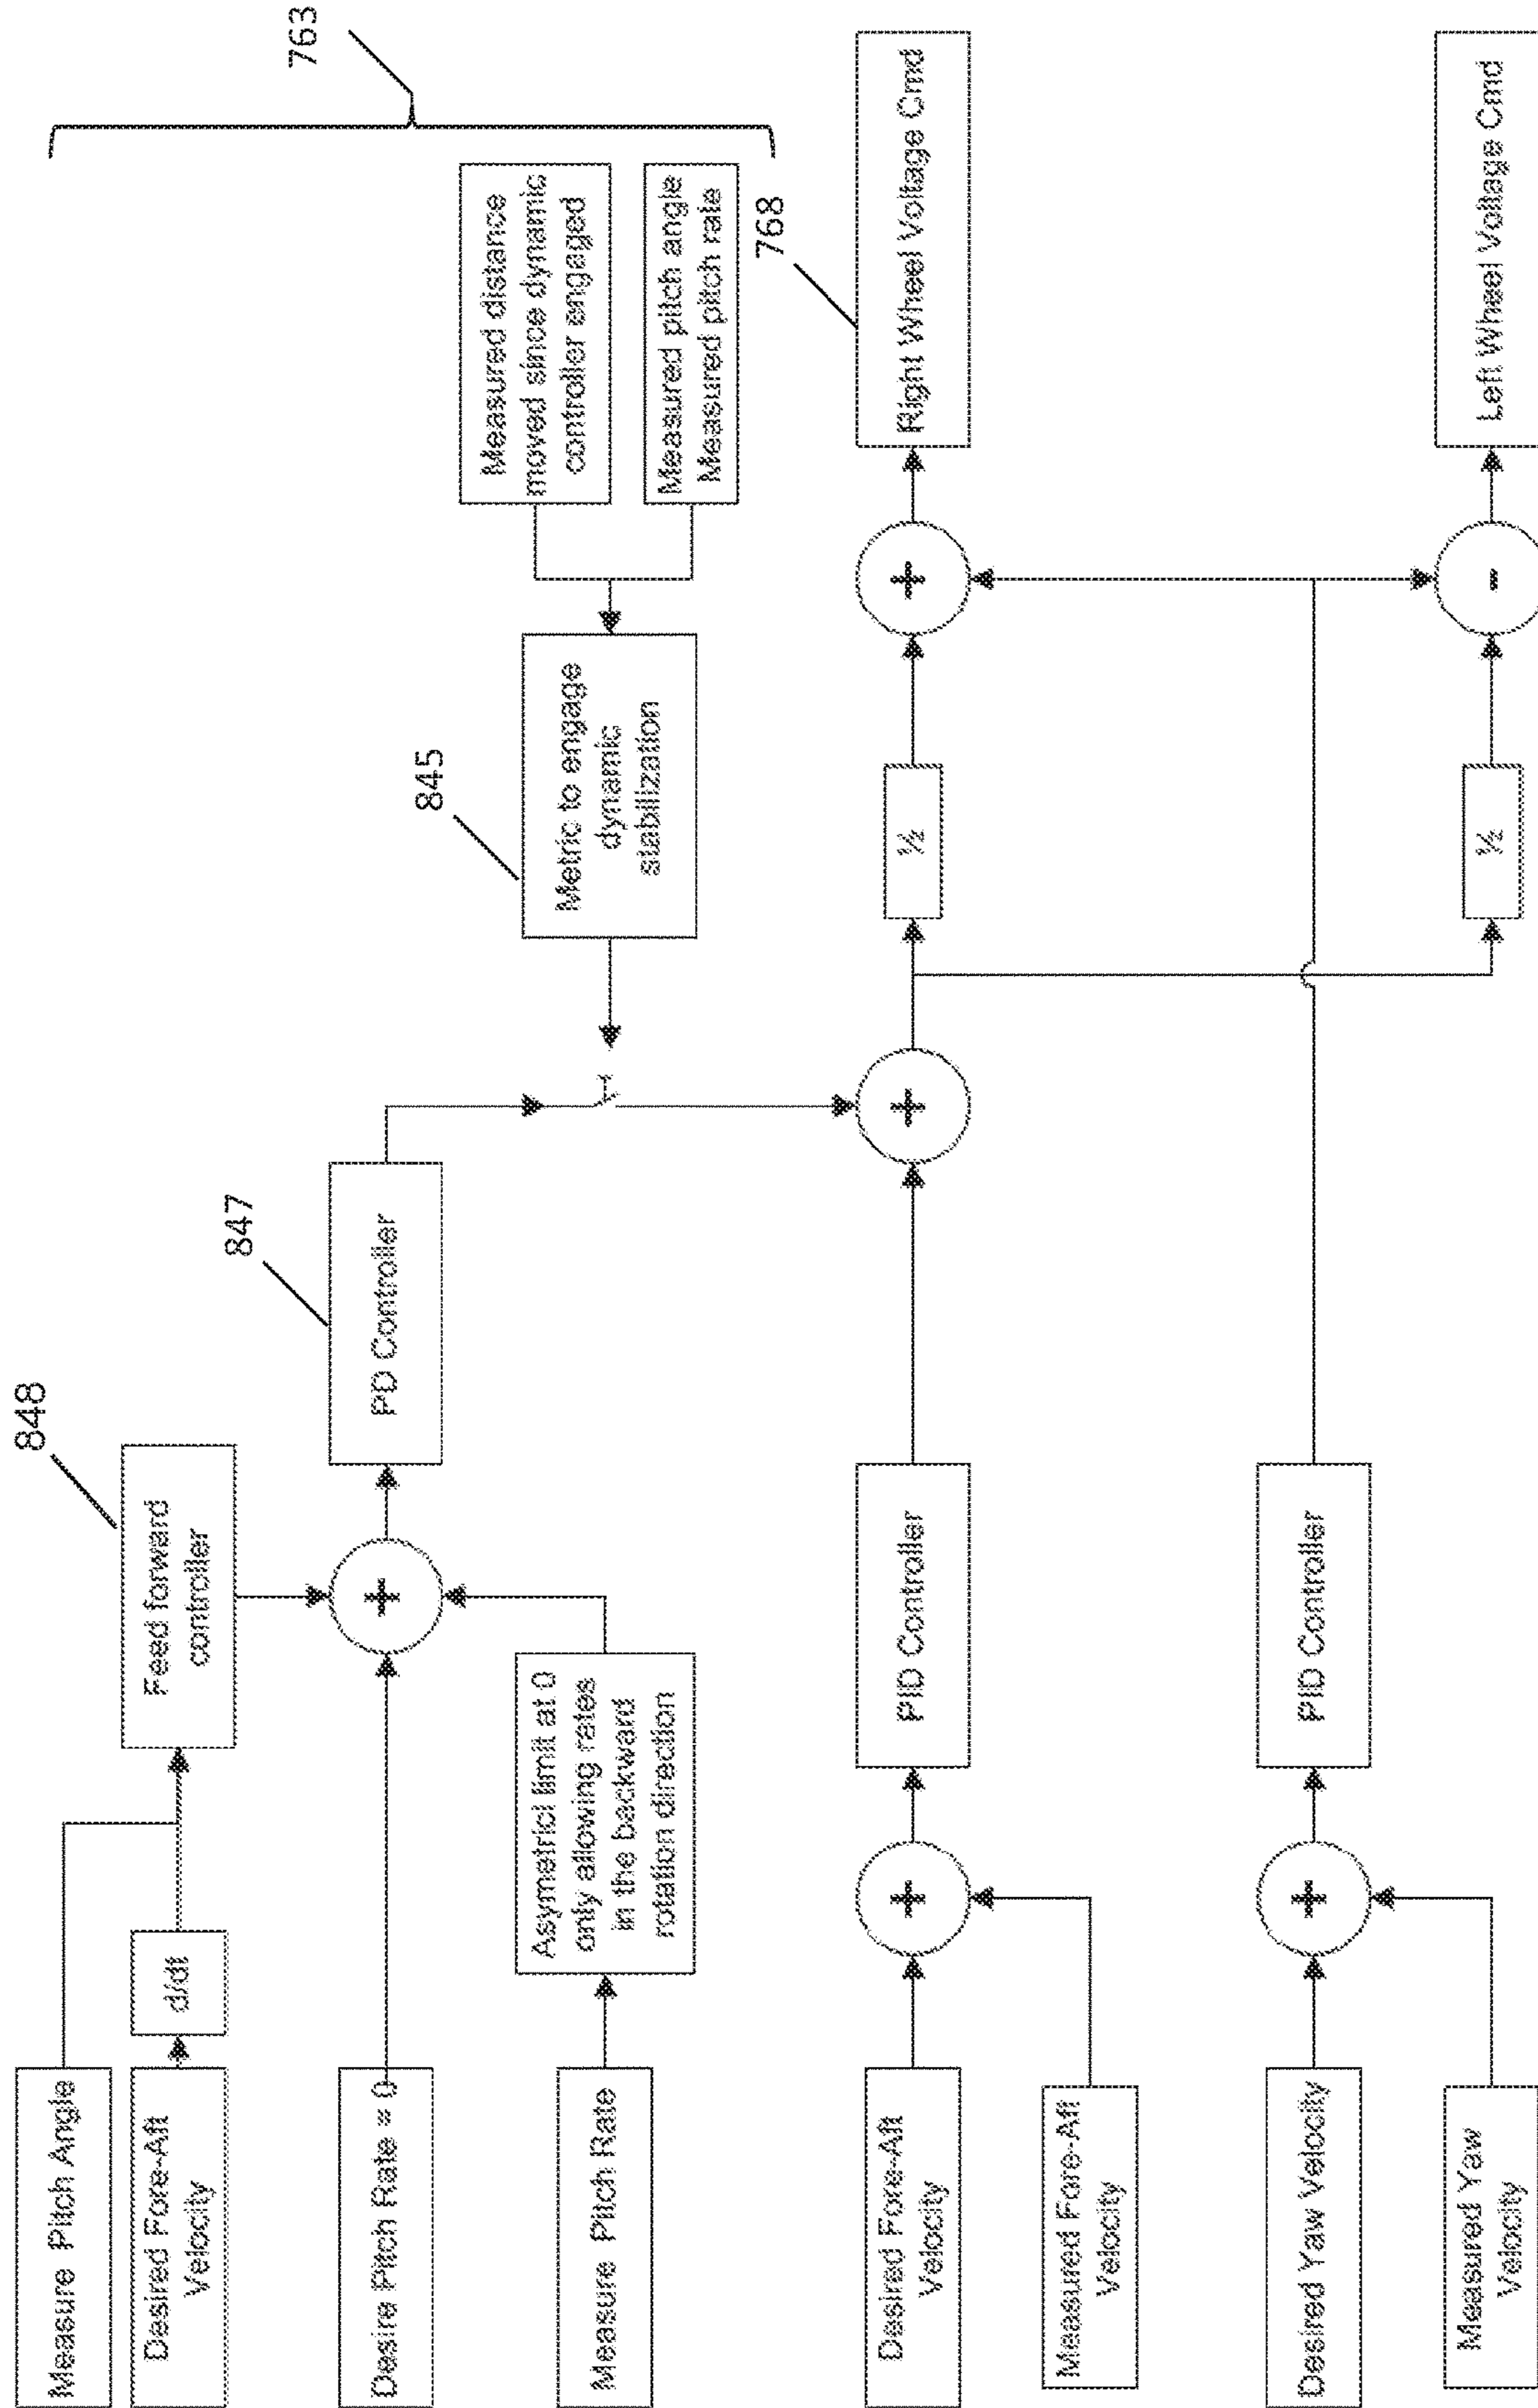 763
848
Measure Pitch Angle
Feed forward
controller
d/dt
Desired Fore-Aft
Velocity
847
845
Desire Pitch Rate = 0
+
PD Controller
Measured distance
moved since dynamic
controller engaged
Metric to engage
dynamic
stabilization
Measured pitch angle
Measured pitch rate
Measure Pitch Rate
Asymetricl limit at 0
only allowing rates
in the backward
rotation direction
768
Desired Fore-Aft
Velocity
+
PID Controller
+
½
+
Right Wheel Voltage Cmd
Measured Fore-Aft
Velocity
Desired Yaw Velocity
+
PID Controller
Measured Yaw
Velocity
½
-
Left Wheel Voltage Cmd